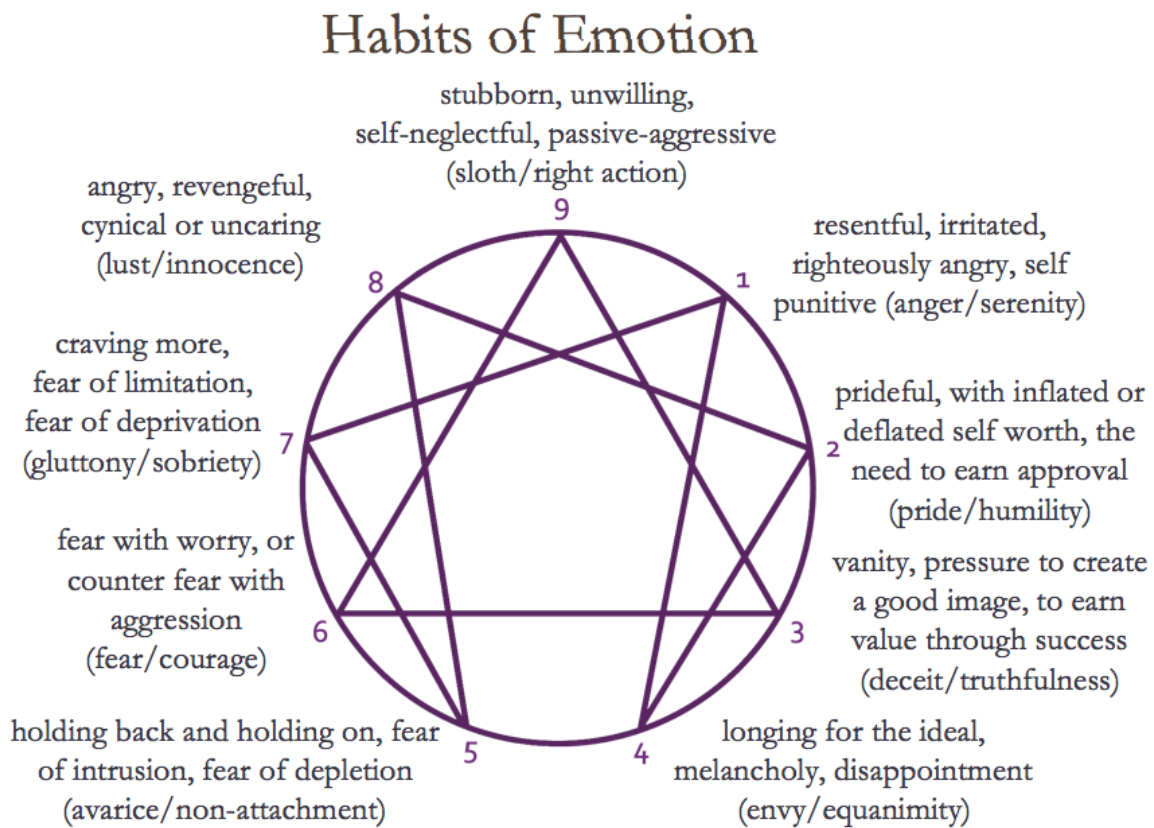 Habits of Emotion
stubborn, unwilling,
self-neglectful, passive-aggressive
(sloth/right action)
9
angry, revengeful,
cynical or uncaring
(lust/innocence)
8
resentful, irritated,
righteously angry, self
punitive (anger/serenity)
1
craving more,
fear of limitation,
fear of deprivation
(gluttony/sobriety)
7
prideful, with inflated or
deflated self worth, the
need to earn approval
(pride/humility)
2
fear with worry, or
counter fear with
aggression
(fear/courage)
6
vanity, pressure to create
a good image, to earn
value through success
(deceit/truthfulness)
3
holding back and holding on, fear
of intrusion, fear of depletion
(avarice/non-attachment)
5
longing for the ideal,
melancholy, disappointment
(envy/equanimity)
4